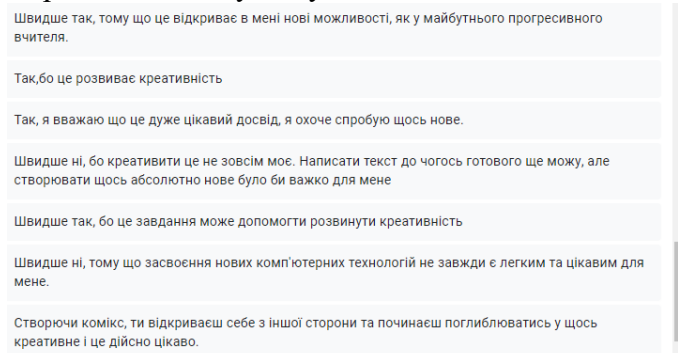 Швидше так, тому що це відкриває в мені нові можливості, як у майбутнього прогресивного
вчителя.
Так,бо це розвиває креативність
Так, я вважаю що це дуже цікавий досвід, я охоче спробую щось нове.
Швидше ні, бо креативити це не зовсім моє. Написати текст до чогось готового ще можу, але
створювати щось абсолютно нове було би важко для мене
Швидше так, бо це завдання може допомогти розвинути креативність
Швидше ні, тому що засвоєння нових комп'ютерних технологій не завжди є легким та цікавим для
мене.
Створючи комікс, ти відкриваєш себе з іншої сторони та починаєш поглиблюватись у щось
креативне і це дійсно цікаво.